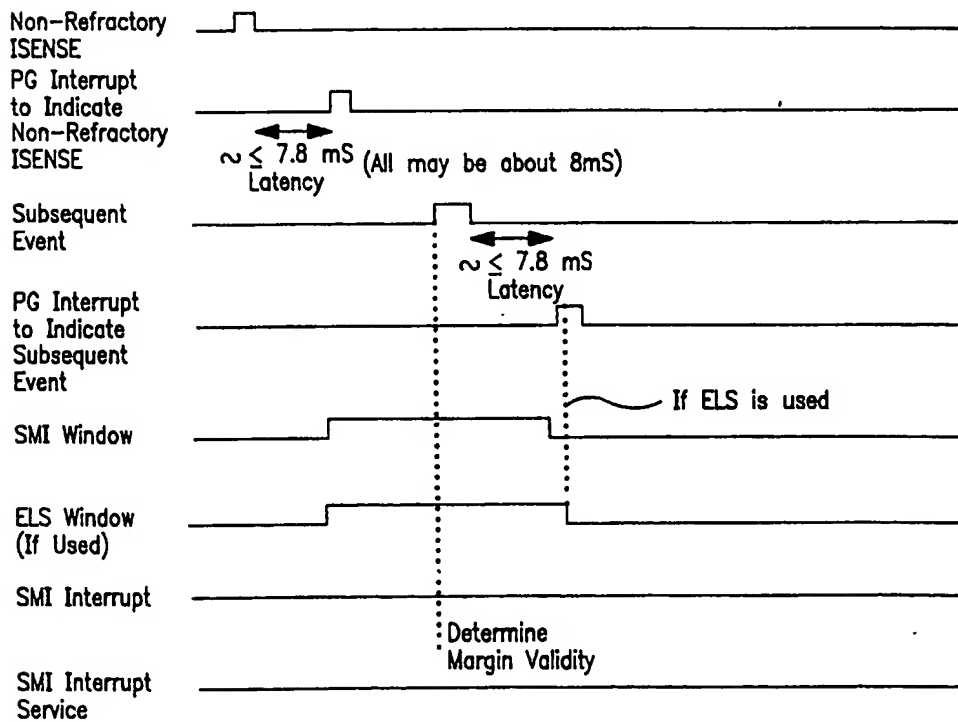 Non-Refractory
ISENSE
PG Interrupt
to Indicate
Non-Refractory
ISENSE
~ ≤ 7.8 mS (All may be about 8mS)
Latency
Subsequent
Event
~ ≤ 7.8 mS
Latency
PG Interrupt
to Indicate
Subsequent
Event
If ELS is used
SMI Window
ELS Window
(If Used)
SMI Interrupt
Determine
Margin Validity
SMI Interrupt
Service